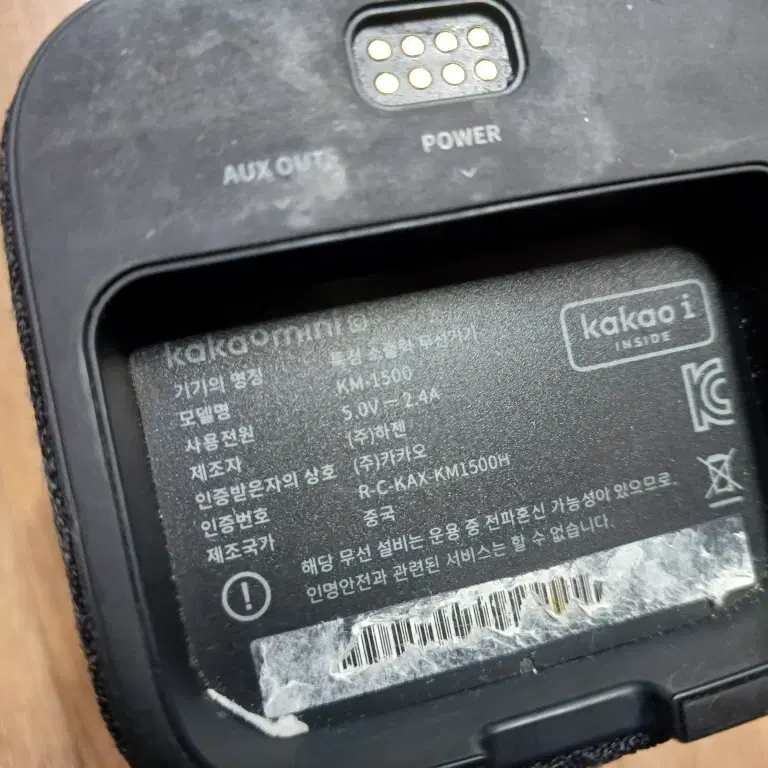 AUX OUT
POWER
kakaomini
kakao i
INSIDE
기기의 명칭 특정 소출력 무선기기
모델명 KM-1500
사용전원 5.0V ⎓ 2.4A
제조자 (주)하젠
인증받은자의 상호 (주)카카오
인증번호 R-C-KAX-KM1500H
제조국가 중국
해당 무선 설비는 운용 중 전파혼신 가능성이 있으므로,
인명안전과 관련된 서비스는 할 수 없습니다.